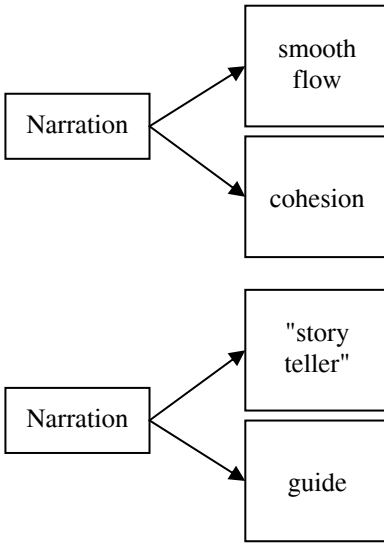 smooth
flow
Narration
cohesion
"story
teller"
Narration
guide